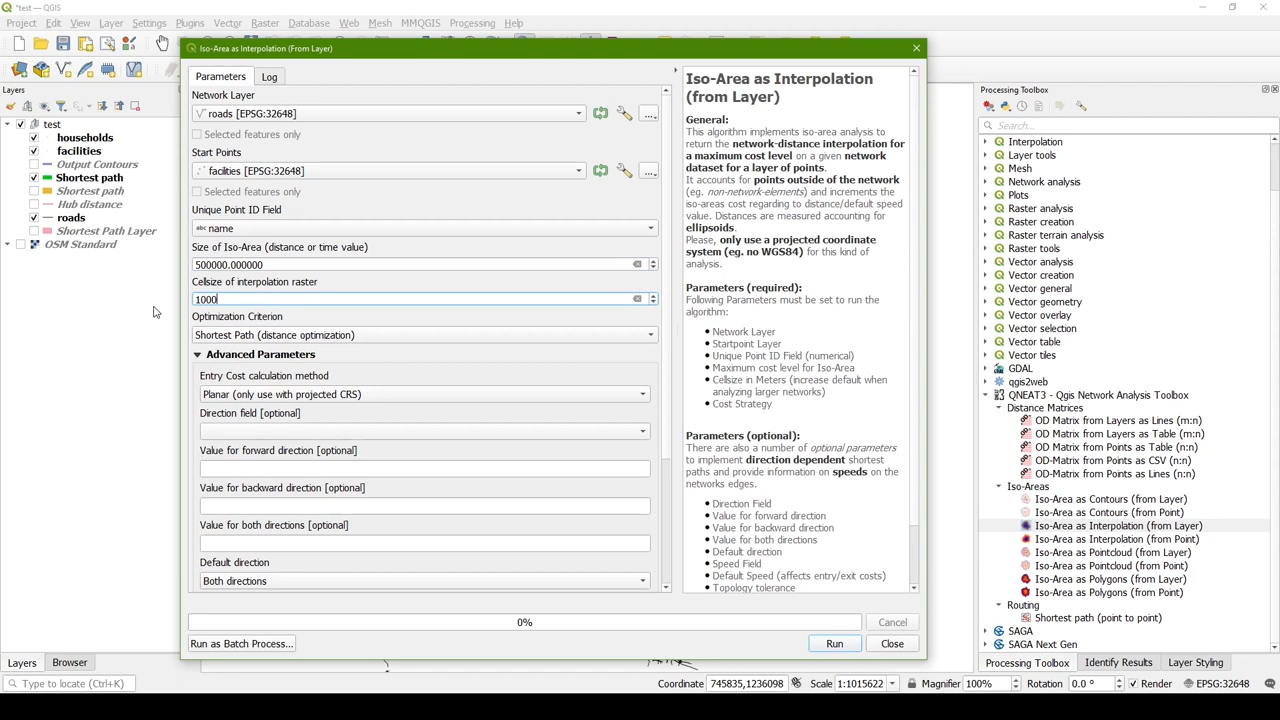 *test — QGIS
Project Edit View Layer Settings Plugins Vector Raster Database Web Mesh MMQGIS Processing Help
Iso-Area as Interpolation (From Layer)
Layers
test
households
facilities
Output Contours
Shortest path
Shortest path
Hub distance
roads
Shortest Path Layer
OSM Standard
Parameters
Log
Network Layer
roads [EPSG:32648]
Selected features only
Start Points
facilities [EPSG:32648]
Selected features only
Unique Point ID Field
abc name
Size of Iso-Area (distance or time value)
500000.000000
Cellsize of interpolation raster
1000
Optimization Criterion
Shortest Path (distance optimization)
Advanced Parameters
Entry Cost calculation method
Planar (only use with projected CRS)
Direction field [optional]
Value for forward direction [optional]
Value for backward direction [optional]
Value for both directions [optional]
Default direction
Both directions
0%
Cancel
Run as Batch Process...
Run
Close
Iso-Area as Interpolation
(from Layer)
General:
This algorithm implements iso-area analysis to
return the network-distance interpolation for
a maximum cost level on a given network
dataset for a layer of points.
It accounts for points outside of the network
(eg. non-network-elements) and increments the
iso-areas cost regarding to distance/default speed
value. Distances are measured accounting for
ellipsoids.
Please, only use a projected coordinate
system (eg. no WGS84) for this kind of
analysis.
Parameters (required):
Following Parameters must be set to run the
algorithm:
• Network Layer
• Startpoint Layer
• Unique Point ID Field (numerical)
• Maximum cost level for Iso-Area
• Cellsize in Meters (increase default when
analyzing larger networks)
• Cost Strategy
Parameters (optional):
There are also a number of optional parameters
to implement direction dependent shortest
paths and provide information on speeds on the
networks edges.
• Direction Field
• Value for forward direction
• Value for backward direction
• Value for both directions
• Default direction
• Speed Field
• Default Speed (affects entry/exit costs)
• Topology tolerance
Processing Toolbox
Search...
Interpolation
Layer tools
Mesh
Network analysis
Plots
Raster analysis
Raster creation
Raster terrain analysis
Raster tools
Vector analysis
Vector creation
Vector general
Vector geometry
Vector overlay
Vector selection
Vector table
Vector tiles
GDAL
qgis2web
QNEAT3 - Qgis Network Analysis Toolbox
Distance Matrices
OD Matrix from Layers as Lines (m:n)
OD Matrix from Layers as Table (m:n)
OD Matrix from Points as Table (n:n)
OD-Matrix from Points as CSV (n:n)
OD-Matrix from Points as Lines (n:n)
Iso-Areas
Iso-Area as Contours (from Layer)
Iso-Area as Contours (from Point)
Iso-Area as Interpolation (from Layer)
Iso-Area as Interpolation (from Point)
Iso-Area as Pointcloud (from Layer)
Iso-Area as Pointcloud (from Point)
Iso-Area as Polygons (from Layer)
Iso-Area as Polygons (from Point)
Routing
Shortest path (point to point)
SAGA
SAGA Next Gen
Layers Browser
Processing Toolbox Identify Results Layer Styling
Type to locate (Ctrl+K)
Coordinate 745835,1236098 Scale 1:1015622 Magnifier 100% Rotation 0.0 ° Render EPSG:32648